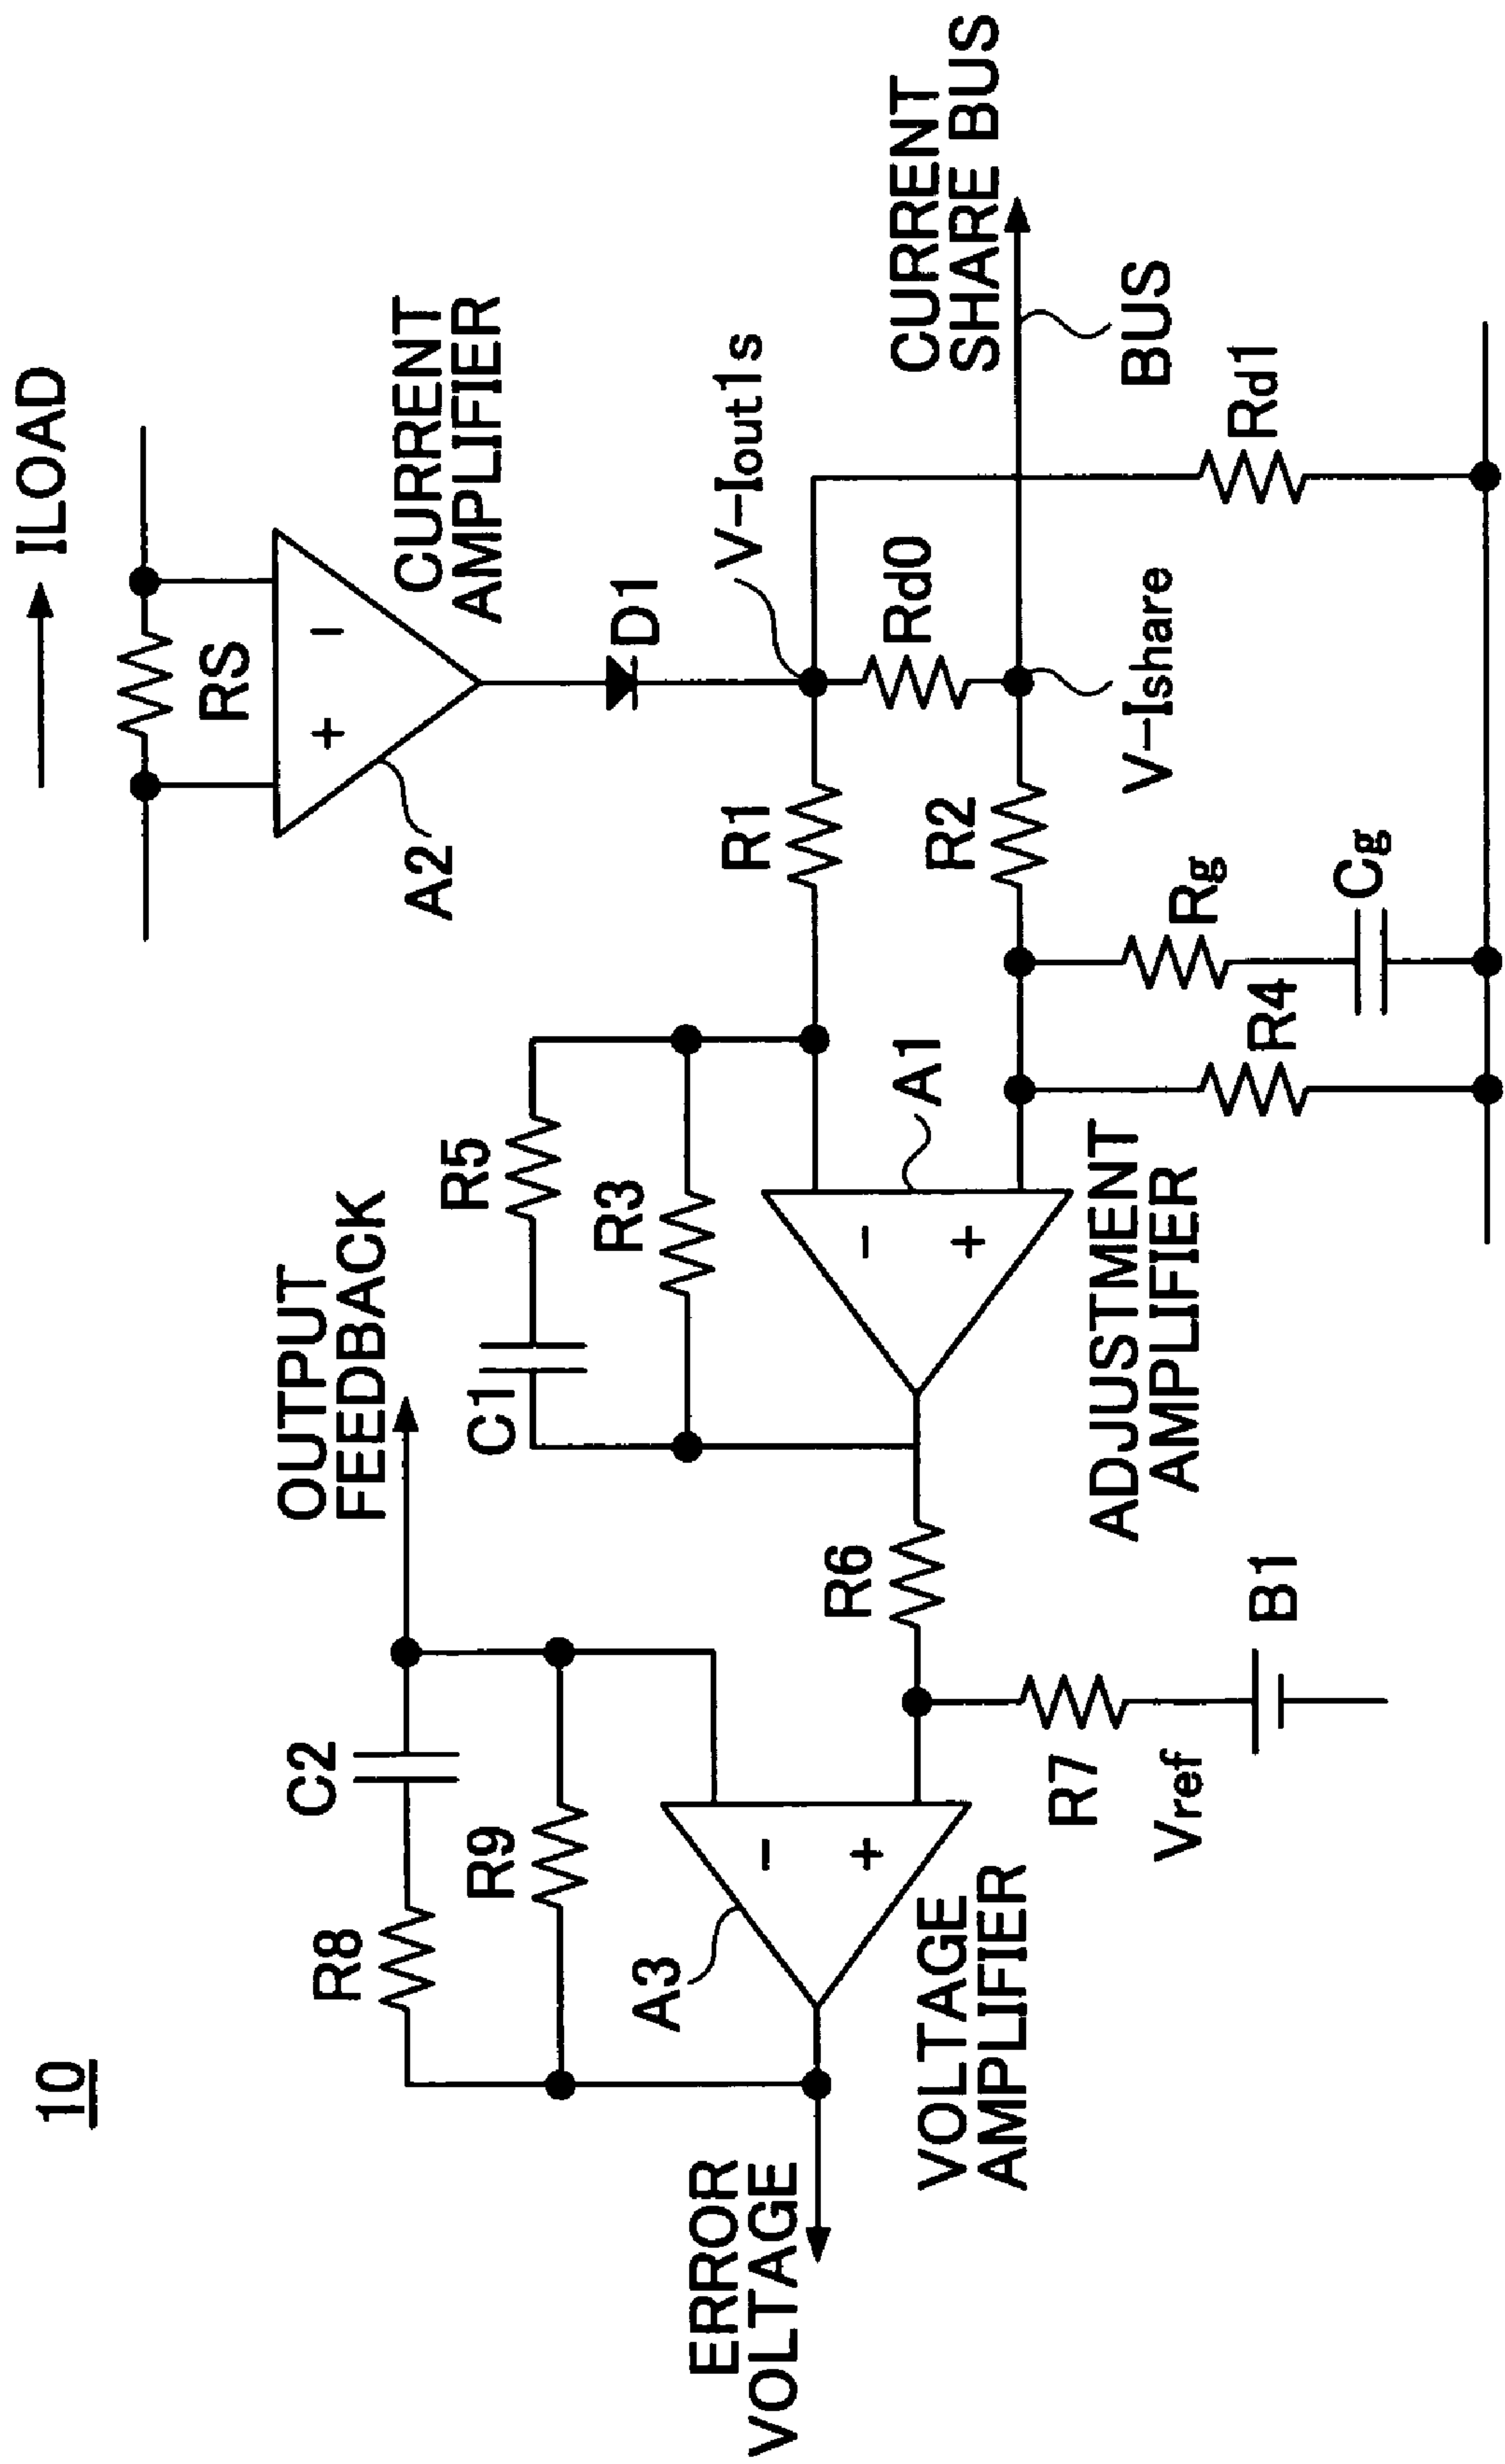 10
ILOAD
RS
+
−
A2
CURRENT
AMPLIFIER
D1
V-Iout1s
CURRENT
SHARE BUS
BUS
Rd0
Rd1
V-Ishare
R1
R2
Rg
Cg
R4
A1
−
+
ADJUSTMENT
AMPLIFIER
R5
R3
C1
OUTPUT
FEEDBACK
R6
B1
R7
Vref
C2
R9
R8
A3
−
+
VOLTAGE
AMPLIFIER
ERROR
VOLTAGE